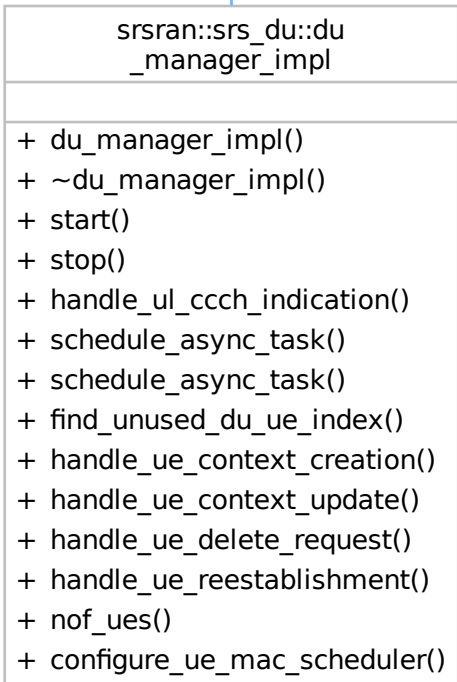 srsran::srs_du::du
_manager_impl
+ du_manager_impl()
+ ~du_manager_impl()
+ start()
+ stop()
+ handle_ul_ccch_indication()
+ schedule_async_task()
+ schedule_async_task()
+ find_unused_du_ue_index()
+ handle_ue_context_creation()
+ handle_ue_context_update()
+ handle_ue_delete_request()
+ handle_ue_reestablishment()
+ nof_ues()
+ configure_ue_mac_scheduler()